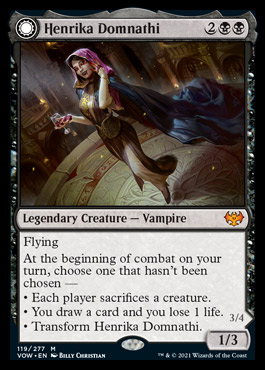 Henrika Domnathi 2
Legendary Creature — Vampire
Flying
At the beginning of combat on your
turn, choose one that hasn't been
chosen —
• Each player sacrifices a creature.
• You draw a card and you lose 1 life.
• Transform Henrika Domnathi.
3/4
1/3
119/277 M
VOW • EN BILLY CHRISTIAN
™ & © 2021 Wizards of the Coast